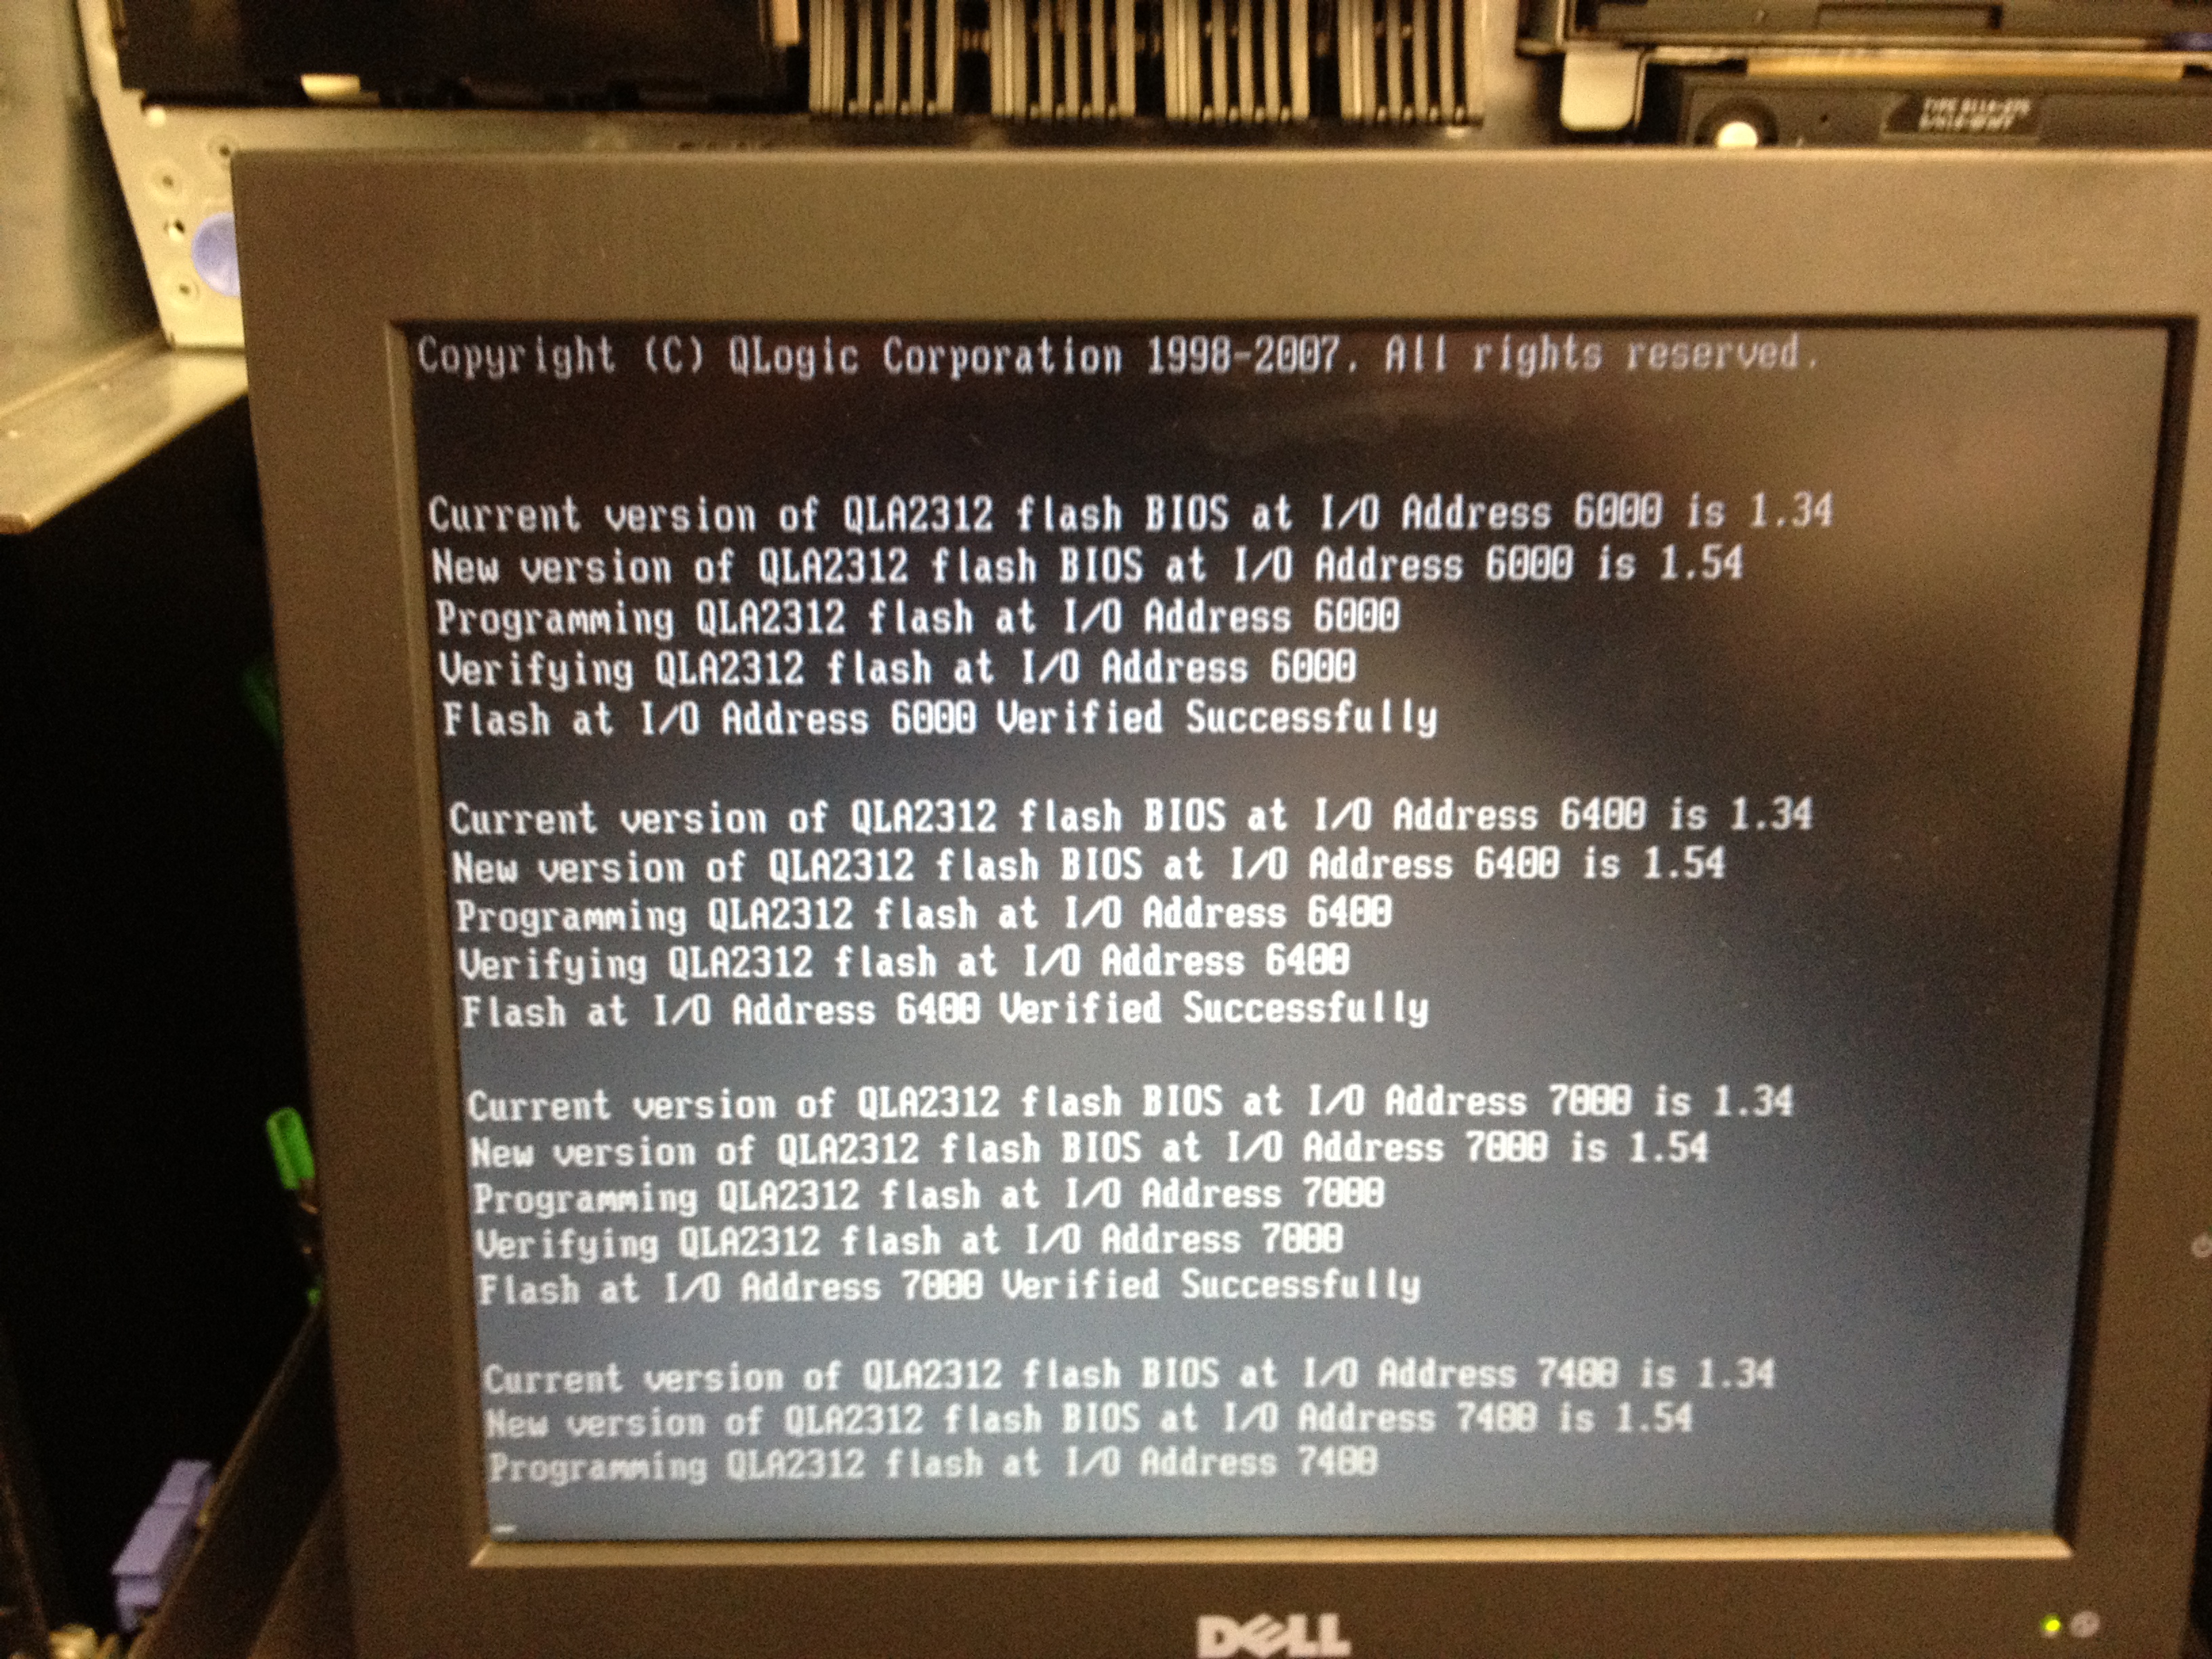 Copyright (C) QLogic Corporation 1998-2007. All rights reserved.
Current version of QLA2312 flash BIOS at I/O Address 6000 is 1.34
New version of QLA2312 flash BIOS at I/O Address 6000 is 1.54
Programming QLA2312 flash at I/O Address 6000
Verifying QLA2312 flash at I/O Address 6000
Flash at I/O Address 6000 Verified Successfully
Current version of QLA2312 flash BIOS at I/O Address 6400 is 1.34
New version of QLA2312 flash BIOS at I/O Address 6400 is 1.54
Programming QLA2312 flash at I/O Address 6400
Verifying QLA2312 flash at I/O Address 6400
Flash at I/O Address 6400 Verified Successfully
Current version of QLA2312 flash BIOS at I/O Address 7000 is 1.34
New version of QLA2312 flash BIOS at I/O Address 7000 is 1.54
Programming QLA2312 flash at I/O Address 7000
Verifying QLA2312 flash at I/O Address 7000
Flash at I/O Address 7000 Verified Successfully
Current version of QLA2312 flash BIOS at I/O Address 7400 is 1.34
New version of QLA2312 flash BIOS at I/O Address 7400 is 1.54
Programming QLA2312 flash at I/O Address 7400
DELL